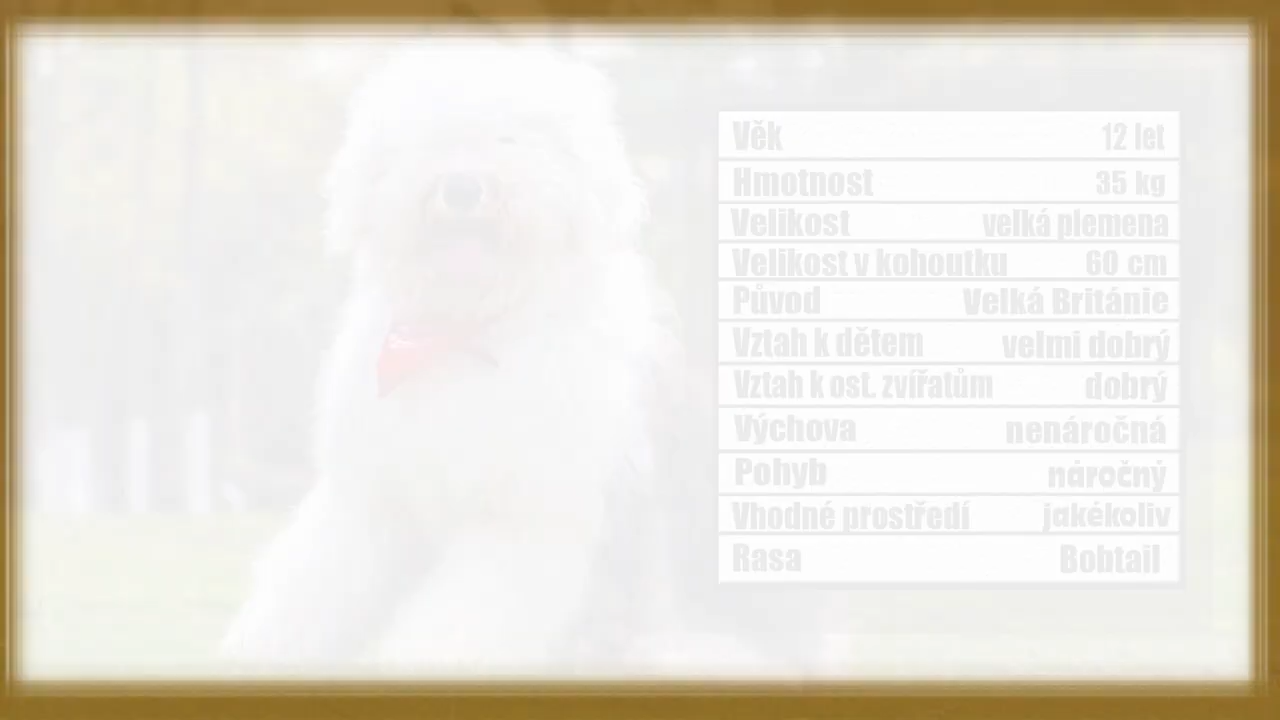 Věk 12 let
Hmotnost 35 kg
Velikost velká plemena
Velikost v kohoutku 60 cm
Původ Velká Británie
Vztah k dětem velmi dobrý
Vztah k ost. zvířatům dobrý
Výchova nenáročná
Pohyb náročný
Vhodné prostředí jakékoliv
Rasa Bobtail